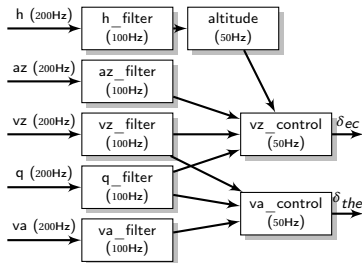 h (200Hz)
h_filter
(100Hz)
altitude
(50Hz)
az (200Hz)
az_filter
(100Hz)
vz (200Hz)
vz_filter
(100Hz)
vz_control
(50Hz)
δec
q (200Hz)
q_filter
(100Hz)
va_control
(50Hz)
δthe
va (200Hz)
va_filter
(100Hz)